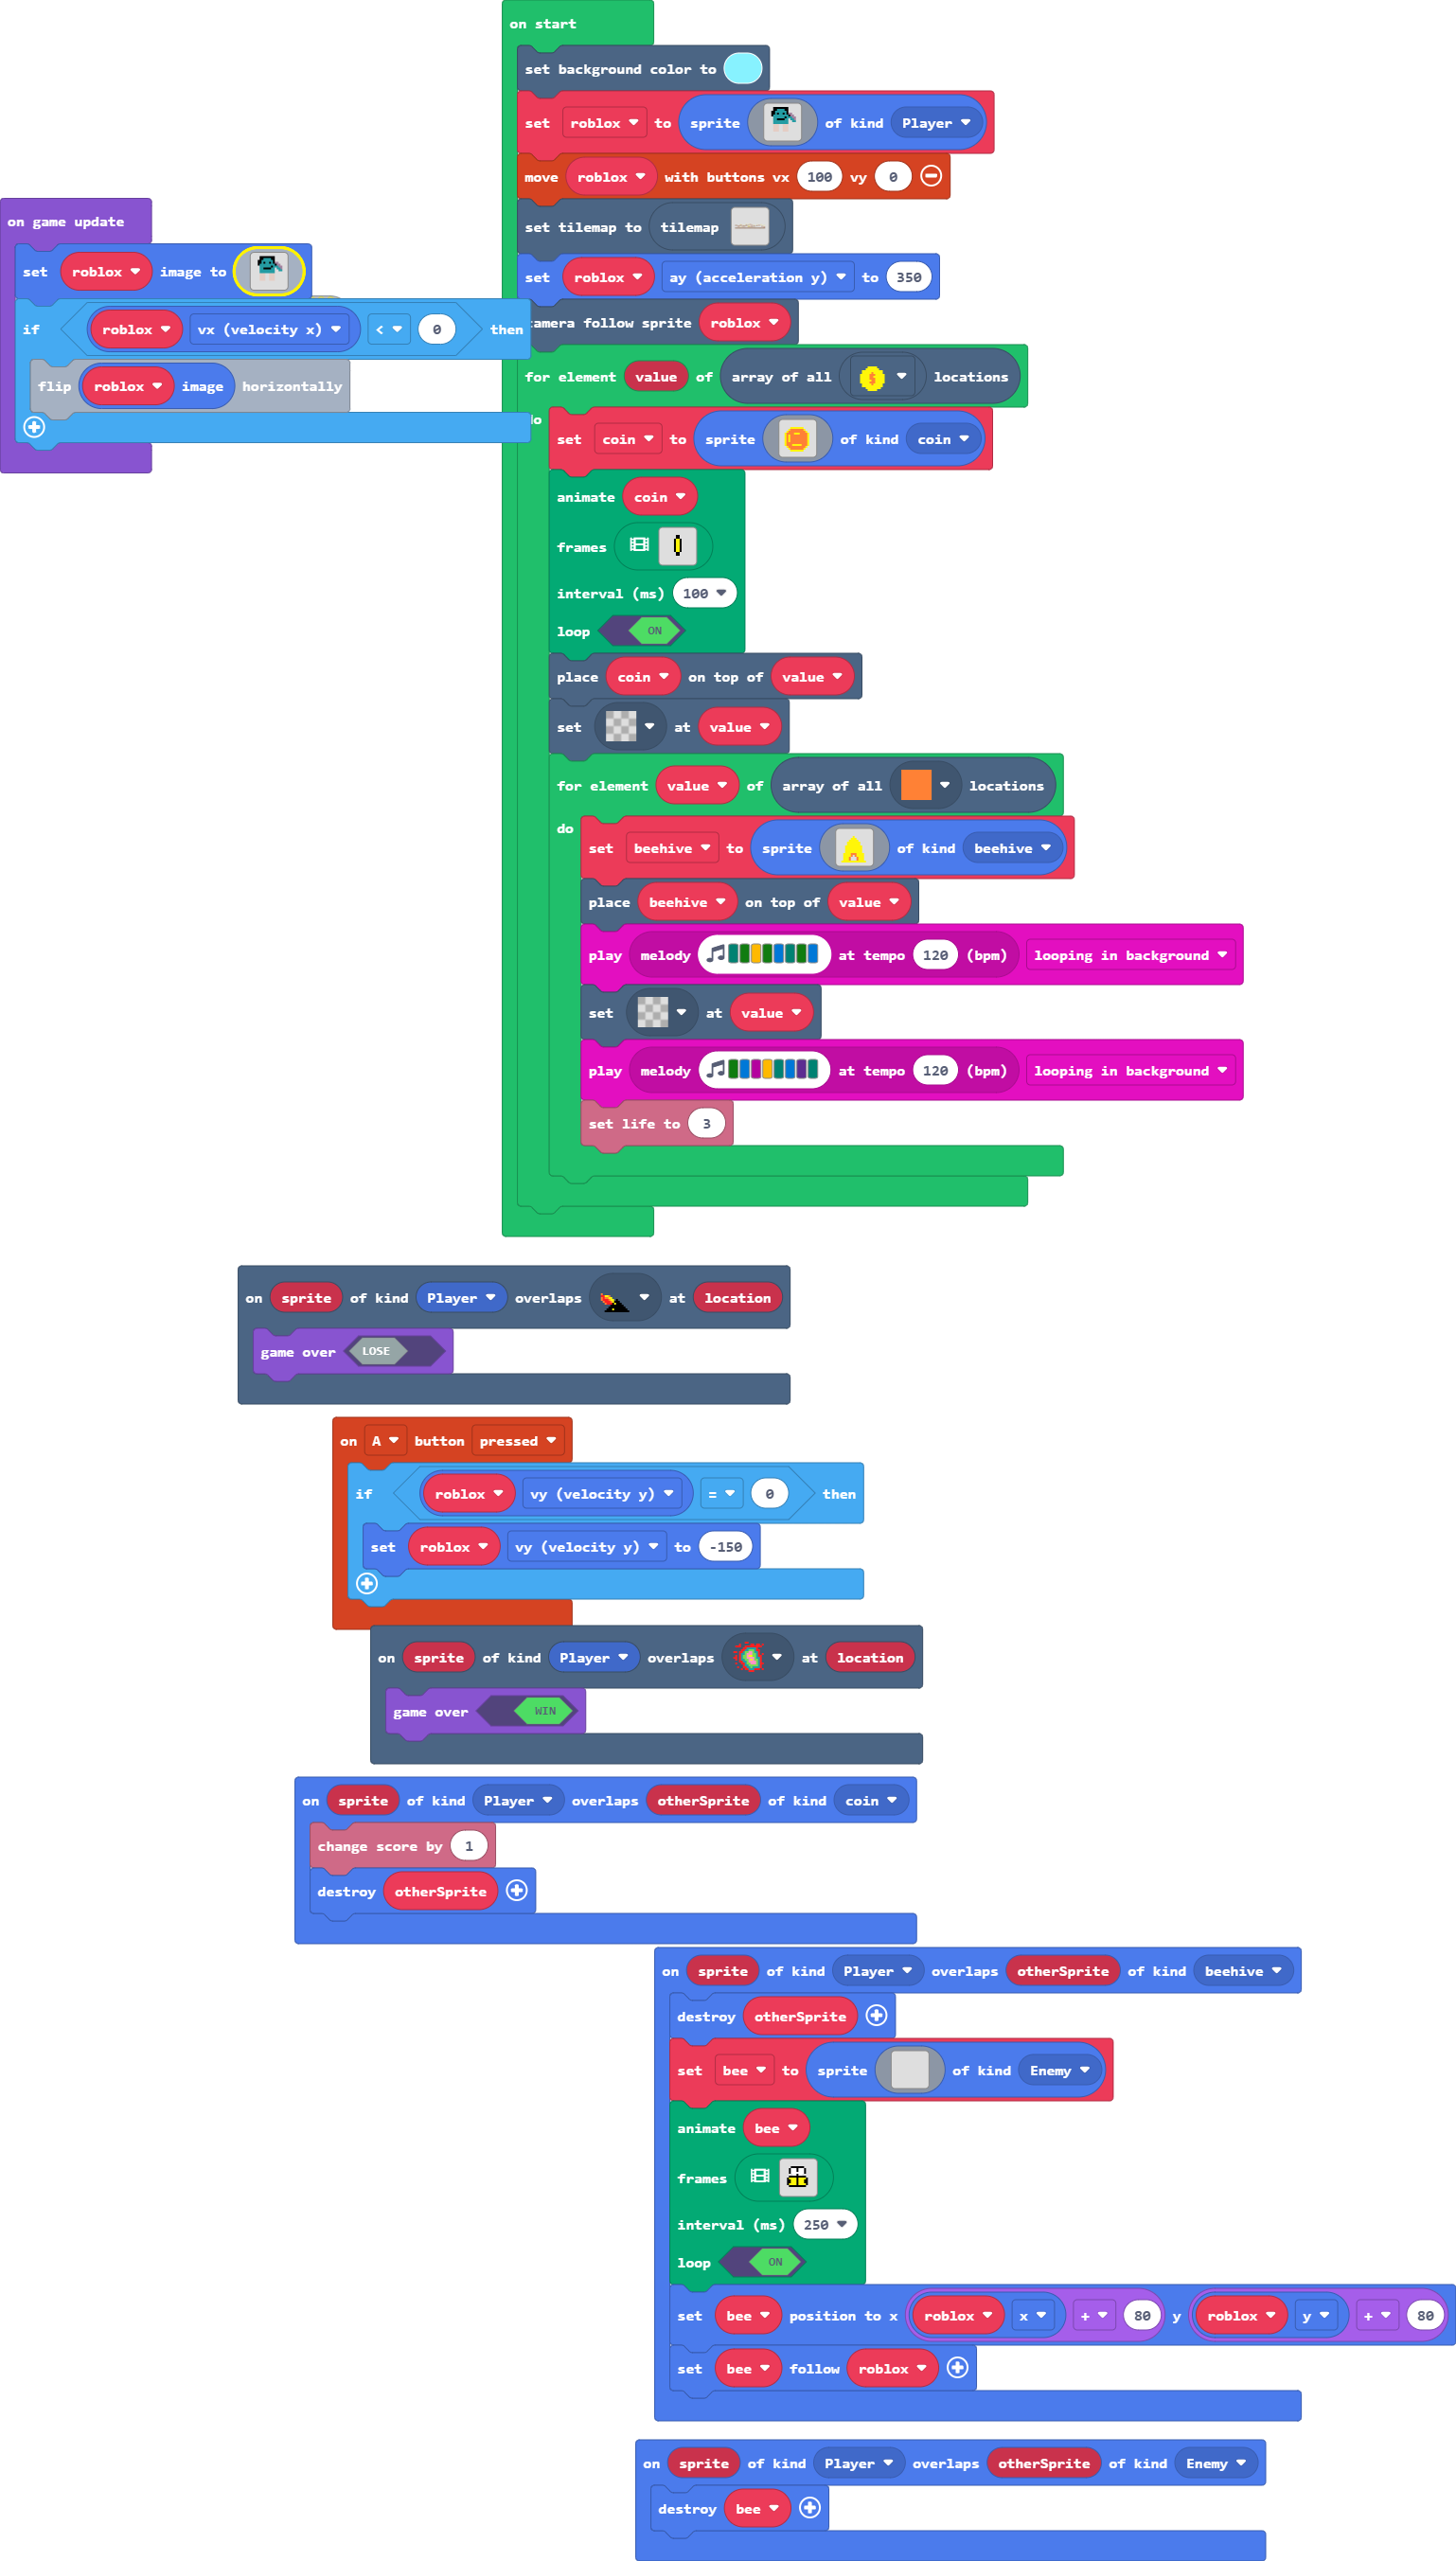 on start
set background color to
set roblox to sprite of kind Player
move roblox with buttons vx 100 vy 0
set tilemap to tilemap
set roblox ay (acceleration y) to 350
camera follow sprite roblox
for element value of array of all $ locations
do
set coin to sprite of kind coin
animate coin
frames
interval (ms) 100
loop ON
place coin on top of value
set at value
for element value of array of all locations
do
set beehive to sprite of kind beehive
place beehive on top of value
play melody at tempo 120 (bpm) looping in background
set at value
play melody at tempo 120 (bpm) looping in background
set life to 3
on game update
set roblox image to
if roblox vx (velocity x) < 0 then
flip roblox image horizontally
on sprite of kind Player overlaps at location
game over LOSE
on A button pressed
if roblox vy (velocity y) = 0 then
set roblox vy (velocity y) to -150
on sprite of kind Player overlaps at location
game over WIN
on sprite of kind Player overlaps otherSprite of kind coin
change score by 1
destroy otherSprite
on sprite of kind Player overlaps otherSprite of kind beehive
destroy otherSprite
set bee to sprite of kind Enemy
animate bee
frames
interval (ms) 250
loop ON
set bee position to x roblox x + 80 y roblox y + 80
set bee follow roblox
on sprite of kind Player overlaps otherSprite of kind Enemy
destroy bee